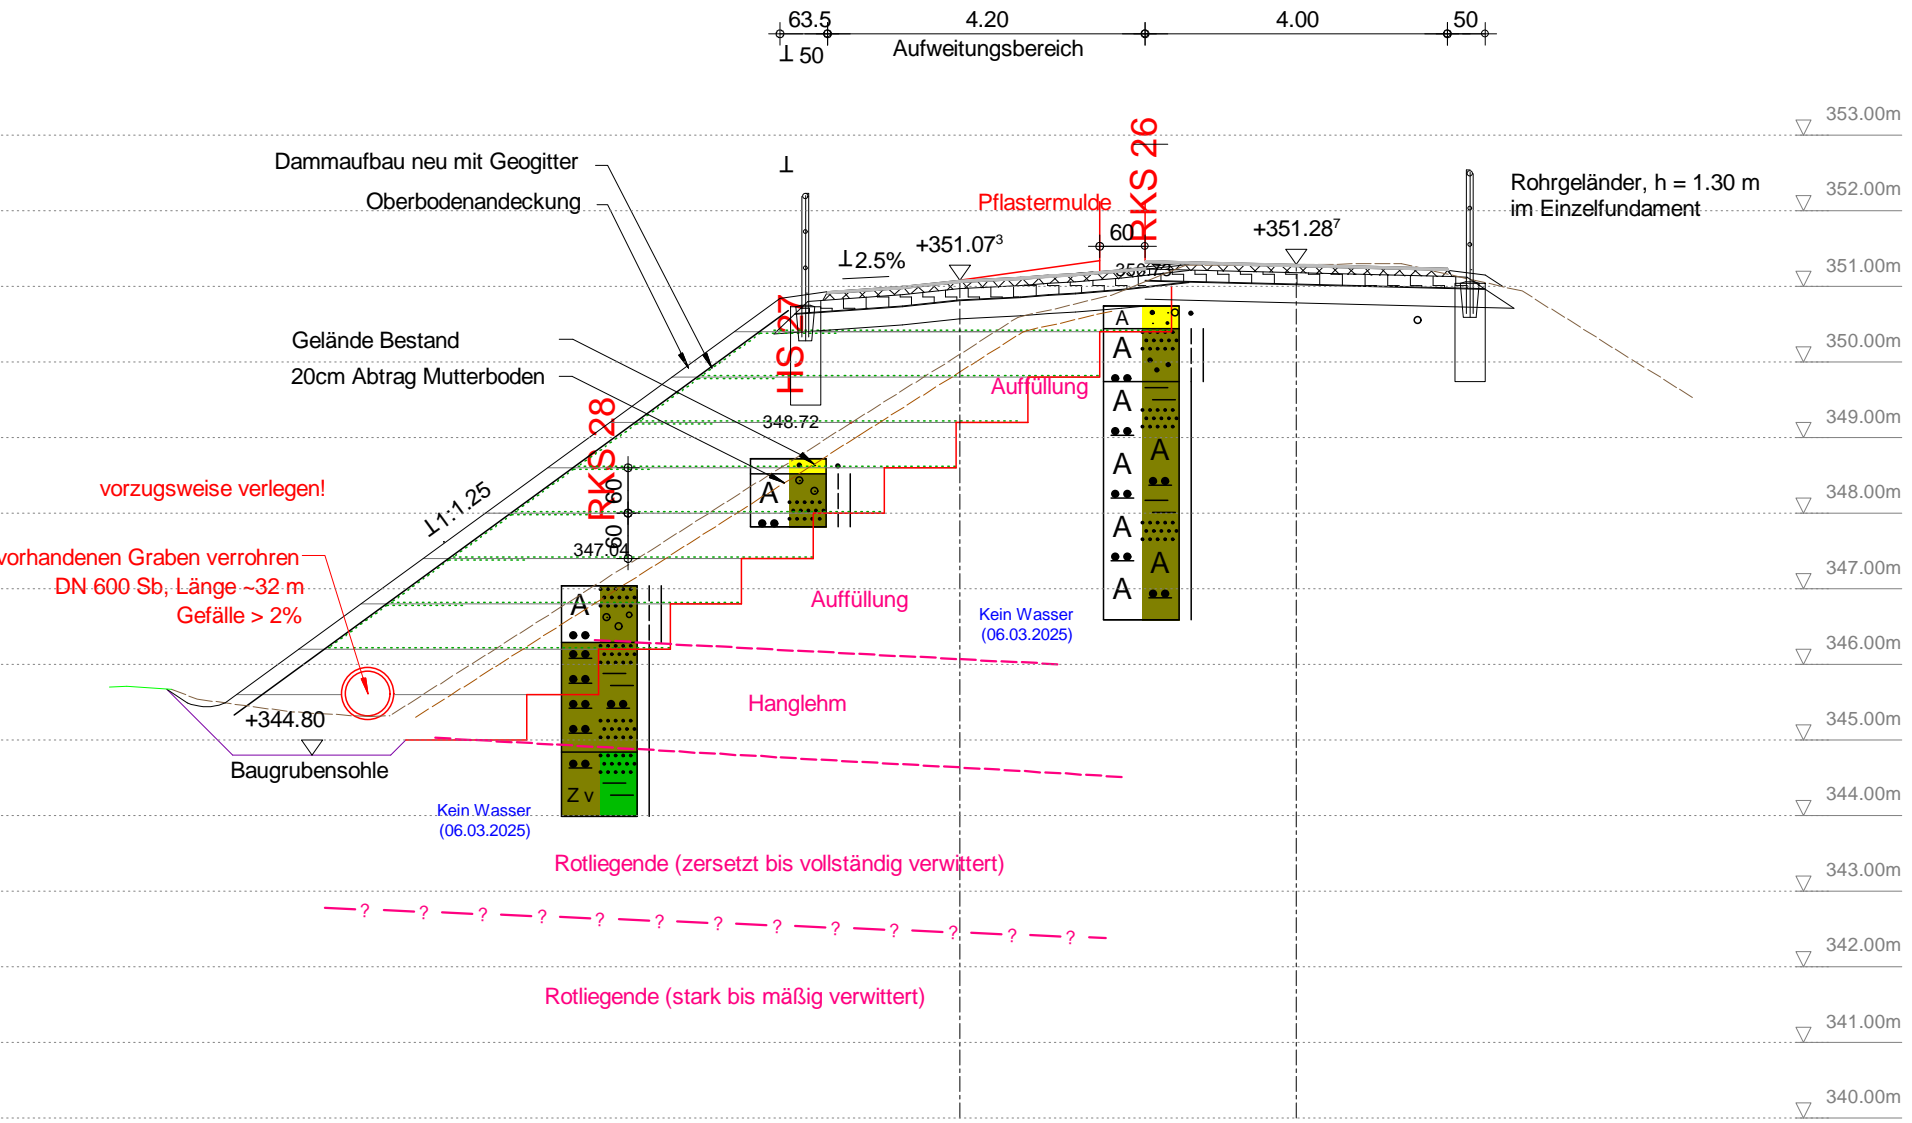 63.5
4.20
4.00
50
⊥ 50
Aufweitungsbereich
353.00m
Dammaufbau neu mit Geogitter
Oberbodenandeckung
⊥
RKS 26
Pflastermulde
Rohrgeländer, h = 1.30 m
im Einzelfundament
352.00m
+351.07³
60
+351.28⁷
⊥2.5%
351.00m
HS 27
Gelände Bestand
20cm Abtrag Mutterboden
A
350.00m
A
Auffüllung
A
348.72
349.00m
RKS 28
A
A
vorzugsweise verlegen!
⊥1:1.25
60
A
348.00m
60
347.04
A
A
vorhandenen Graben verrohren
DN 600 Sb, Länge ~32 m
Gefälle > 2%
A
Auffüllung
A
347.00m
Kein Wasser
(06.03.2025)
346.00m
Hanglehm
+344.80
Baugrubensohle
345.00m
Z v
344.00m
Kein Wasser
(06.03.2025)
Rotliegende (zersetzt bis vollständig verwittert)
343.00m
? ? ? ? ? ? ? ? ? ? ? ? ?
342.00m
Rotliegende (stark bis mäßig verwittert)
341.00m
340.00m